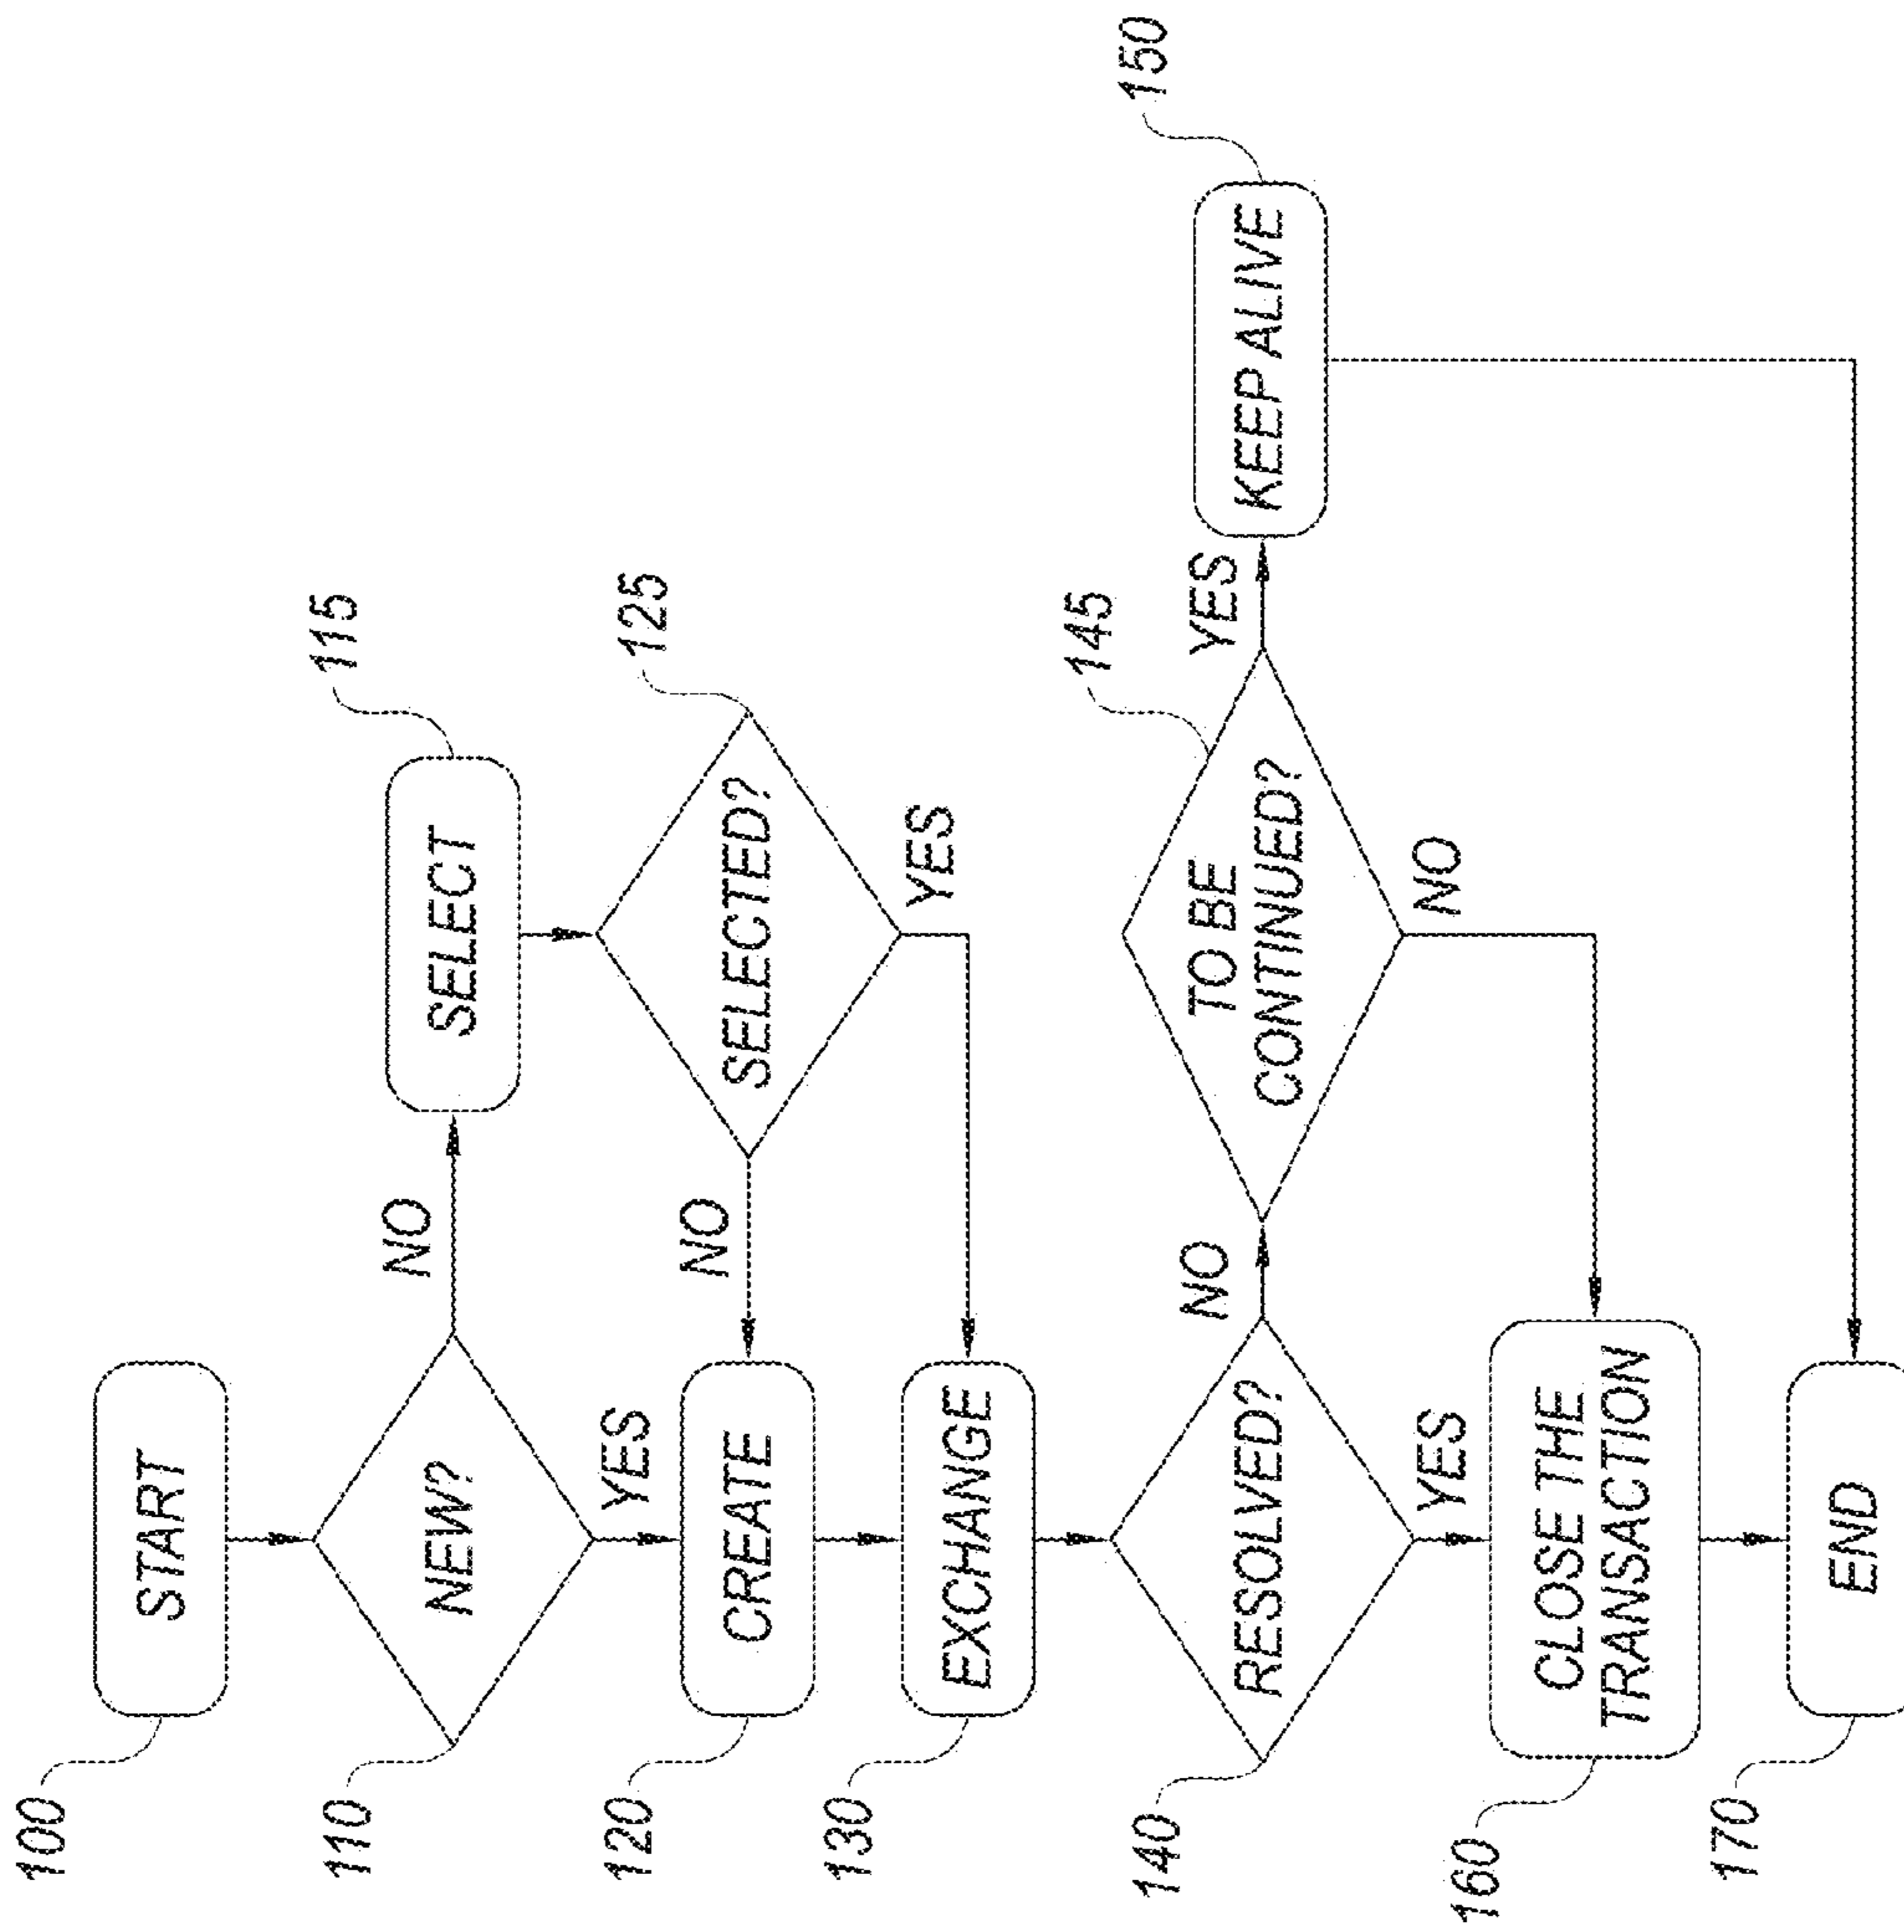 100
START
110
NEW?
NO
YES
115
SELECT
120
CREATE
NO
125
SELECTED?
YES
130
EXCHANGE
140
RESOLVED?
NO
YES
145
TO BE
CONTINUED?
YES
NO
150
KEEP ALIVE
160
CLOSE THE
TRANSACTION
170
END